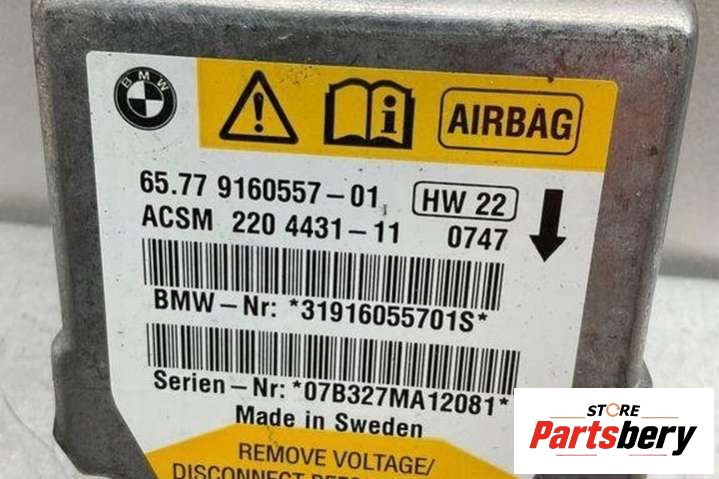 BMW
AIRBAG
65.77 9160557-01 HW 22
ACSM 220 4431-11 0747
BMW-Nr: *31916055701S*
Serien-Nr: *07B327MA12081*
Made in Sweden
REMOVE VOLTAGE/
STORE
Partsbery